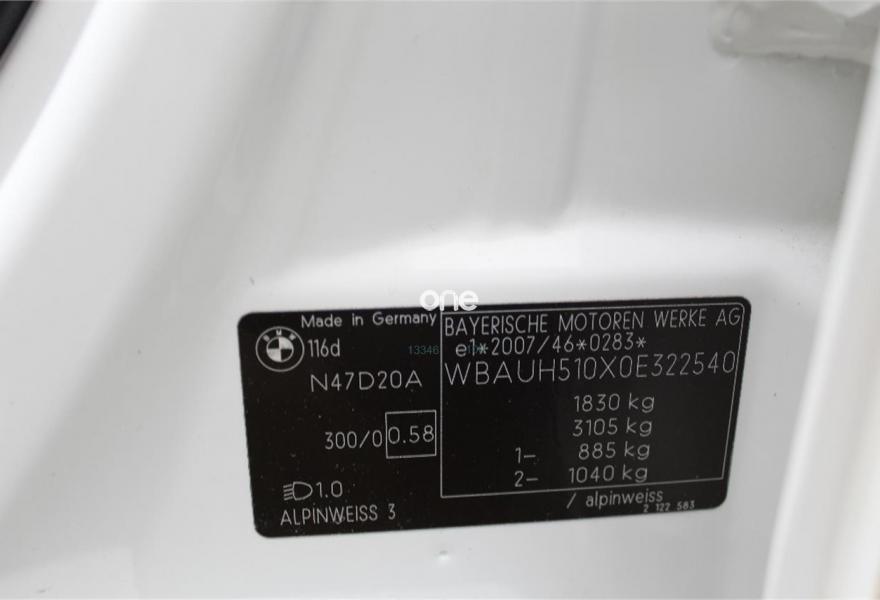 one
Made in Germany
BMW
116d
N47D20A
300/0 0.58
1.0
ALPINWEISS 3
BAYERISCHE MOTOREN WERKE AG
e1*2007/46*0283*
WBAUH510X0E322540
1830 kg
3105 kg
1- 885 kg
2- 1040 kg
/ alpinweiss
2 122 583